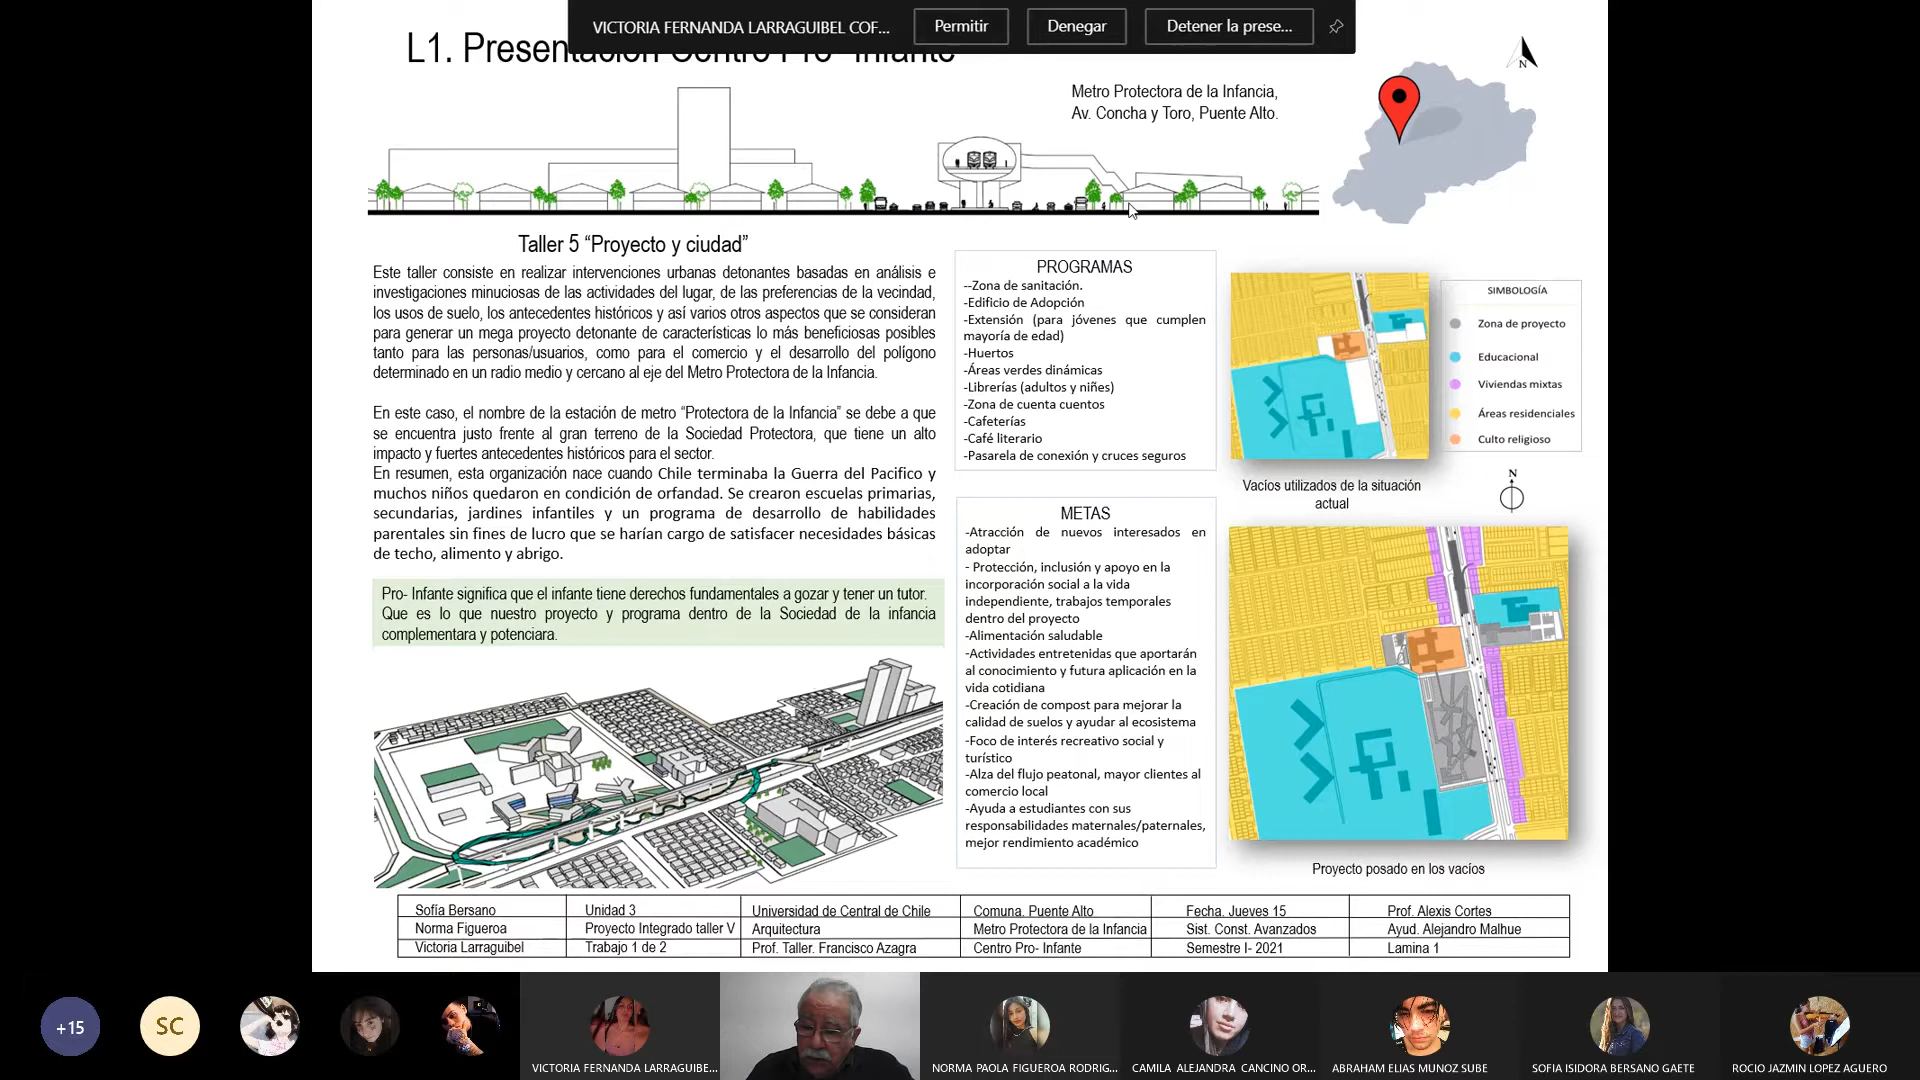 VICTORIA FERNANDA LARRAGUIBEL COF...
Permitir
Denegar
Detener la prese...
L1. Presentación Centro Pro- Infante
Metro Protectora de la Infancia,
Av. Concha y Toro, Puente Alto.
N
Taller 5 “Proyecto y ciudad”
Este taller consiste en realizar intervenciones urbanas detonantes basadas en análisis e
investigaciones minuciosas de las actividades del lugar, de las preferencias de la vecindad,
los usos de suelo, los antecedentes históricos y así varios otros aspectos que se consideran
para generar un mega proyecto detonante de características lo más beneficiosas posibles
tanto para las personas/usuarios, como para el comercio y el desarrollo del polígono
determinado en un radio medio y cercano al eje del Metro Protectora de la Infancia.
En este caso, el nombre de la estación de metro “Protectora de la Infancia” se debe a que
se encuentra justo frente al gran terreno de la Sociedad Protectora, que tiene un alto
impacto y fuertes antecedentes históricos para el sector.
En resumen, esta organización nace cuando Chile terminaba la Guerra del Pacifico y
muchos niños quedaron en condición de orfandad. Se crearon escuelas primarias,
secundarias, jardines infantiles y un programa de desarrollo de habilidades
parentales sin fines de lucro que se harían cargo de satisfacer necesidades básicas
de techo, alimento y abrigo.
Pro- Infante significa que el infante tiene derechos fundamentales a gozar y tener un tutor.
Que es lo que nuestro proyecto y programa dentro de la Sociedad de la infancia
complementara y potenciara.
PROGRAMAS
--Zona de sanitación.
-Edificio de Adopción
-Extensión (para jóvenes que cumplen
mayoría de edad)
-Huertos
-Áreas verdes dinámicas
-Librerías (adultos y niñes)
-Zona de cuenta cuentos
-Cafeterías
-Café literario
-Pasarela de conexión y cruces seguros
METAS
-Atracción de nuevos interesados en
adoptar
- Protección, inclusión y apoyo en la
incorporación social a la vida
independiente, trabajos temporales
dentro del proyecto
-Alimentación saludable
-Actividades entretenidas que aportarán
al conocimiento y futura aplicación en la
vida cotidiana
-Creación de compost para mejorar la
calidad de suelos y ayudar al ecosistema
-Foco de interés recreativo social y
turístico
-Alza del flujo peatonal, mayor clientes al
comercio local
-Ayuda a estudiantes con sus
responsabilidades maternales/paternales,
mejor rendimiento académico
SIMBOLOGÍA
Zona de proyecto
Educacional
Viviendas mixtas
Áreas residenciales
Culto religioso
Vacíos utilizados de la situación
actual
N
Proyecto posado en los vacíos
Sofía Bersano Unidad 3 Universidad de Central de Chile Comuna. Puente Alto Fecha. Jueves 15 Prof. Alexis Cortes
Norma Figueroa Proyecto Integrado taller V Arquitectura Metro Protectora de la Infancia Sist. Const. Avanzados Ayud. Alejandro Malhue
Victoria Larraguibel Trabajo 1 de 2 Prof. Taller. Francisco Azagra Centro Pro- Infante Semestre I- 2021 Lamina 1
+15
SC
VICTORIA FERNANDA LARRAGUIBE...
NORMA PAOLA FIGUEROA RODRIG...
CAMILA ALEJANDRA CANCINO OR...
ABRAHAM ELIAS MUNOZ SUBE
SOFIA ISIDORA BERSANO GAETE
ROCIO JAZMIN LOPEZ AGUERO